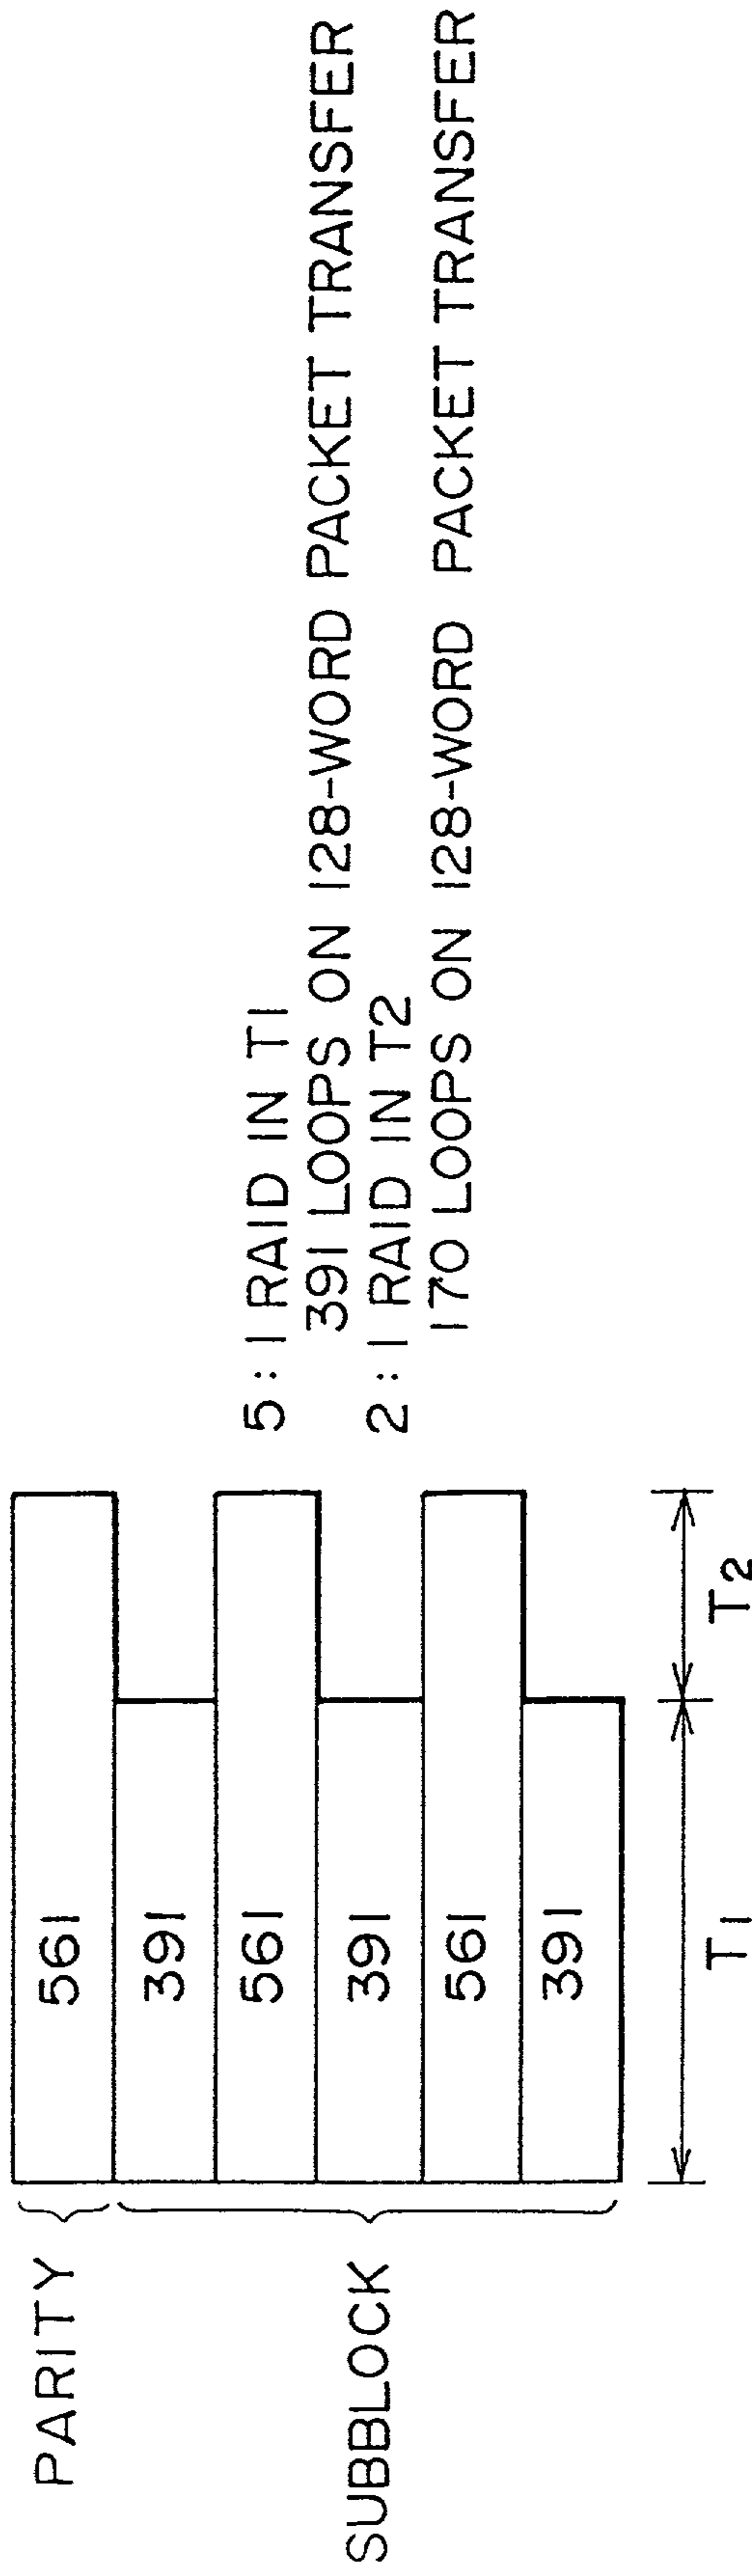 PARITY
SUBBLOCK
561
391
561
391
561
391
T1
T2
5 : 1 RAID IN T1
391 LOOPS ON 128-WORD PACKET TRANSFER
2 : 1 RAID IN T2
170 LOOPS ON 128-WORD PACKET TRANSFER